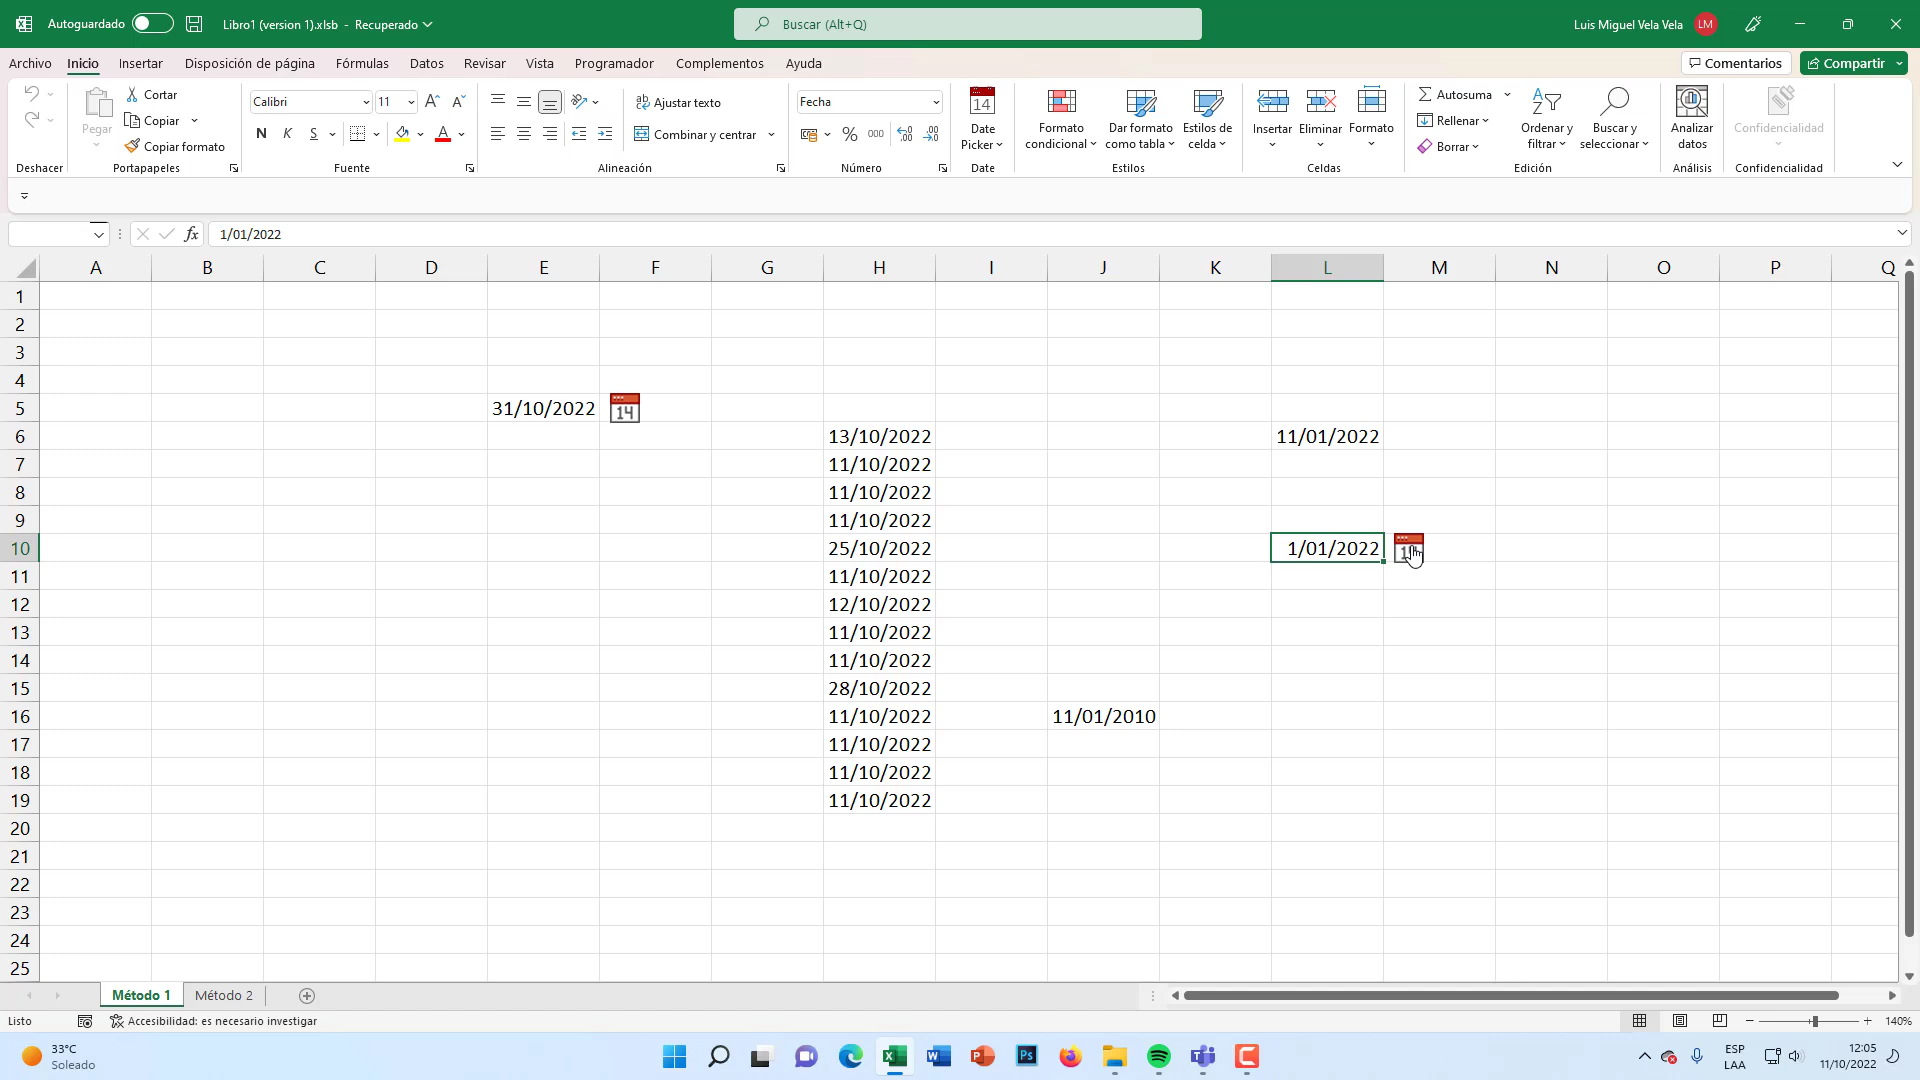 Autoguardado
Libro1 (version 1).xlsb - Recuperado
Buscar (Alt+Q)
Luis Miguel Vela Vela
LM
Archivo Inicio Insertar Disposición de página Fórmulas Datos Revisar Vista Programador Complementos Ayuda
Comentarios
Compartir
Pegar
Cortar
Copiar
Copiar formato
Calibri 11
N K S
Ajustar texto
Combinar y centrar
Fecha
% 000
14
Date Picker
Formato condicional
Dar formato como tabla
Estilos de celda
Insertar
Eliminar
Formato
Autosuma
Rellenar
Borrar
Ordenar y filtrar
Buscar y seleccionar
Analizar datos
Confidencialidad
Deshacer Portapapeles Fuente Alineación Número Date Estilos Celdas Edición Análisis Confidencialidad
fx 1/01/2022
A B C D E F G H I J K L M N O P Q
1
2
3
4
5 31/10/2022 14
6 13/10/2022 11/01/2022
7 11/10/2022
8 11/10/2022
9 11/10/2022
10 25/10/2022 1/01/2022
11 11/10/2022
12 12/10/2022
13 11/10/2022
14 11/10/2022
15 28/10/2022
16 11/10/2022 11/01/2010
17 11/10/2022
18 11/10/2022
19 11/10/2022
20
21
22
23
24
25
Método 1 Método 2
Listo
Accesibilidad: es necesario investigar
140%
33°C
Soleado
ESP
LAA
12:05
11/10/2022